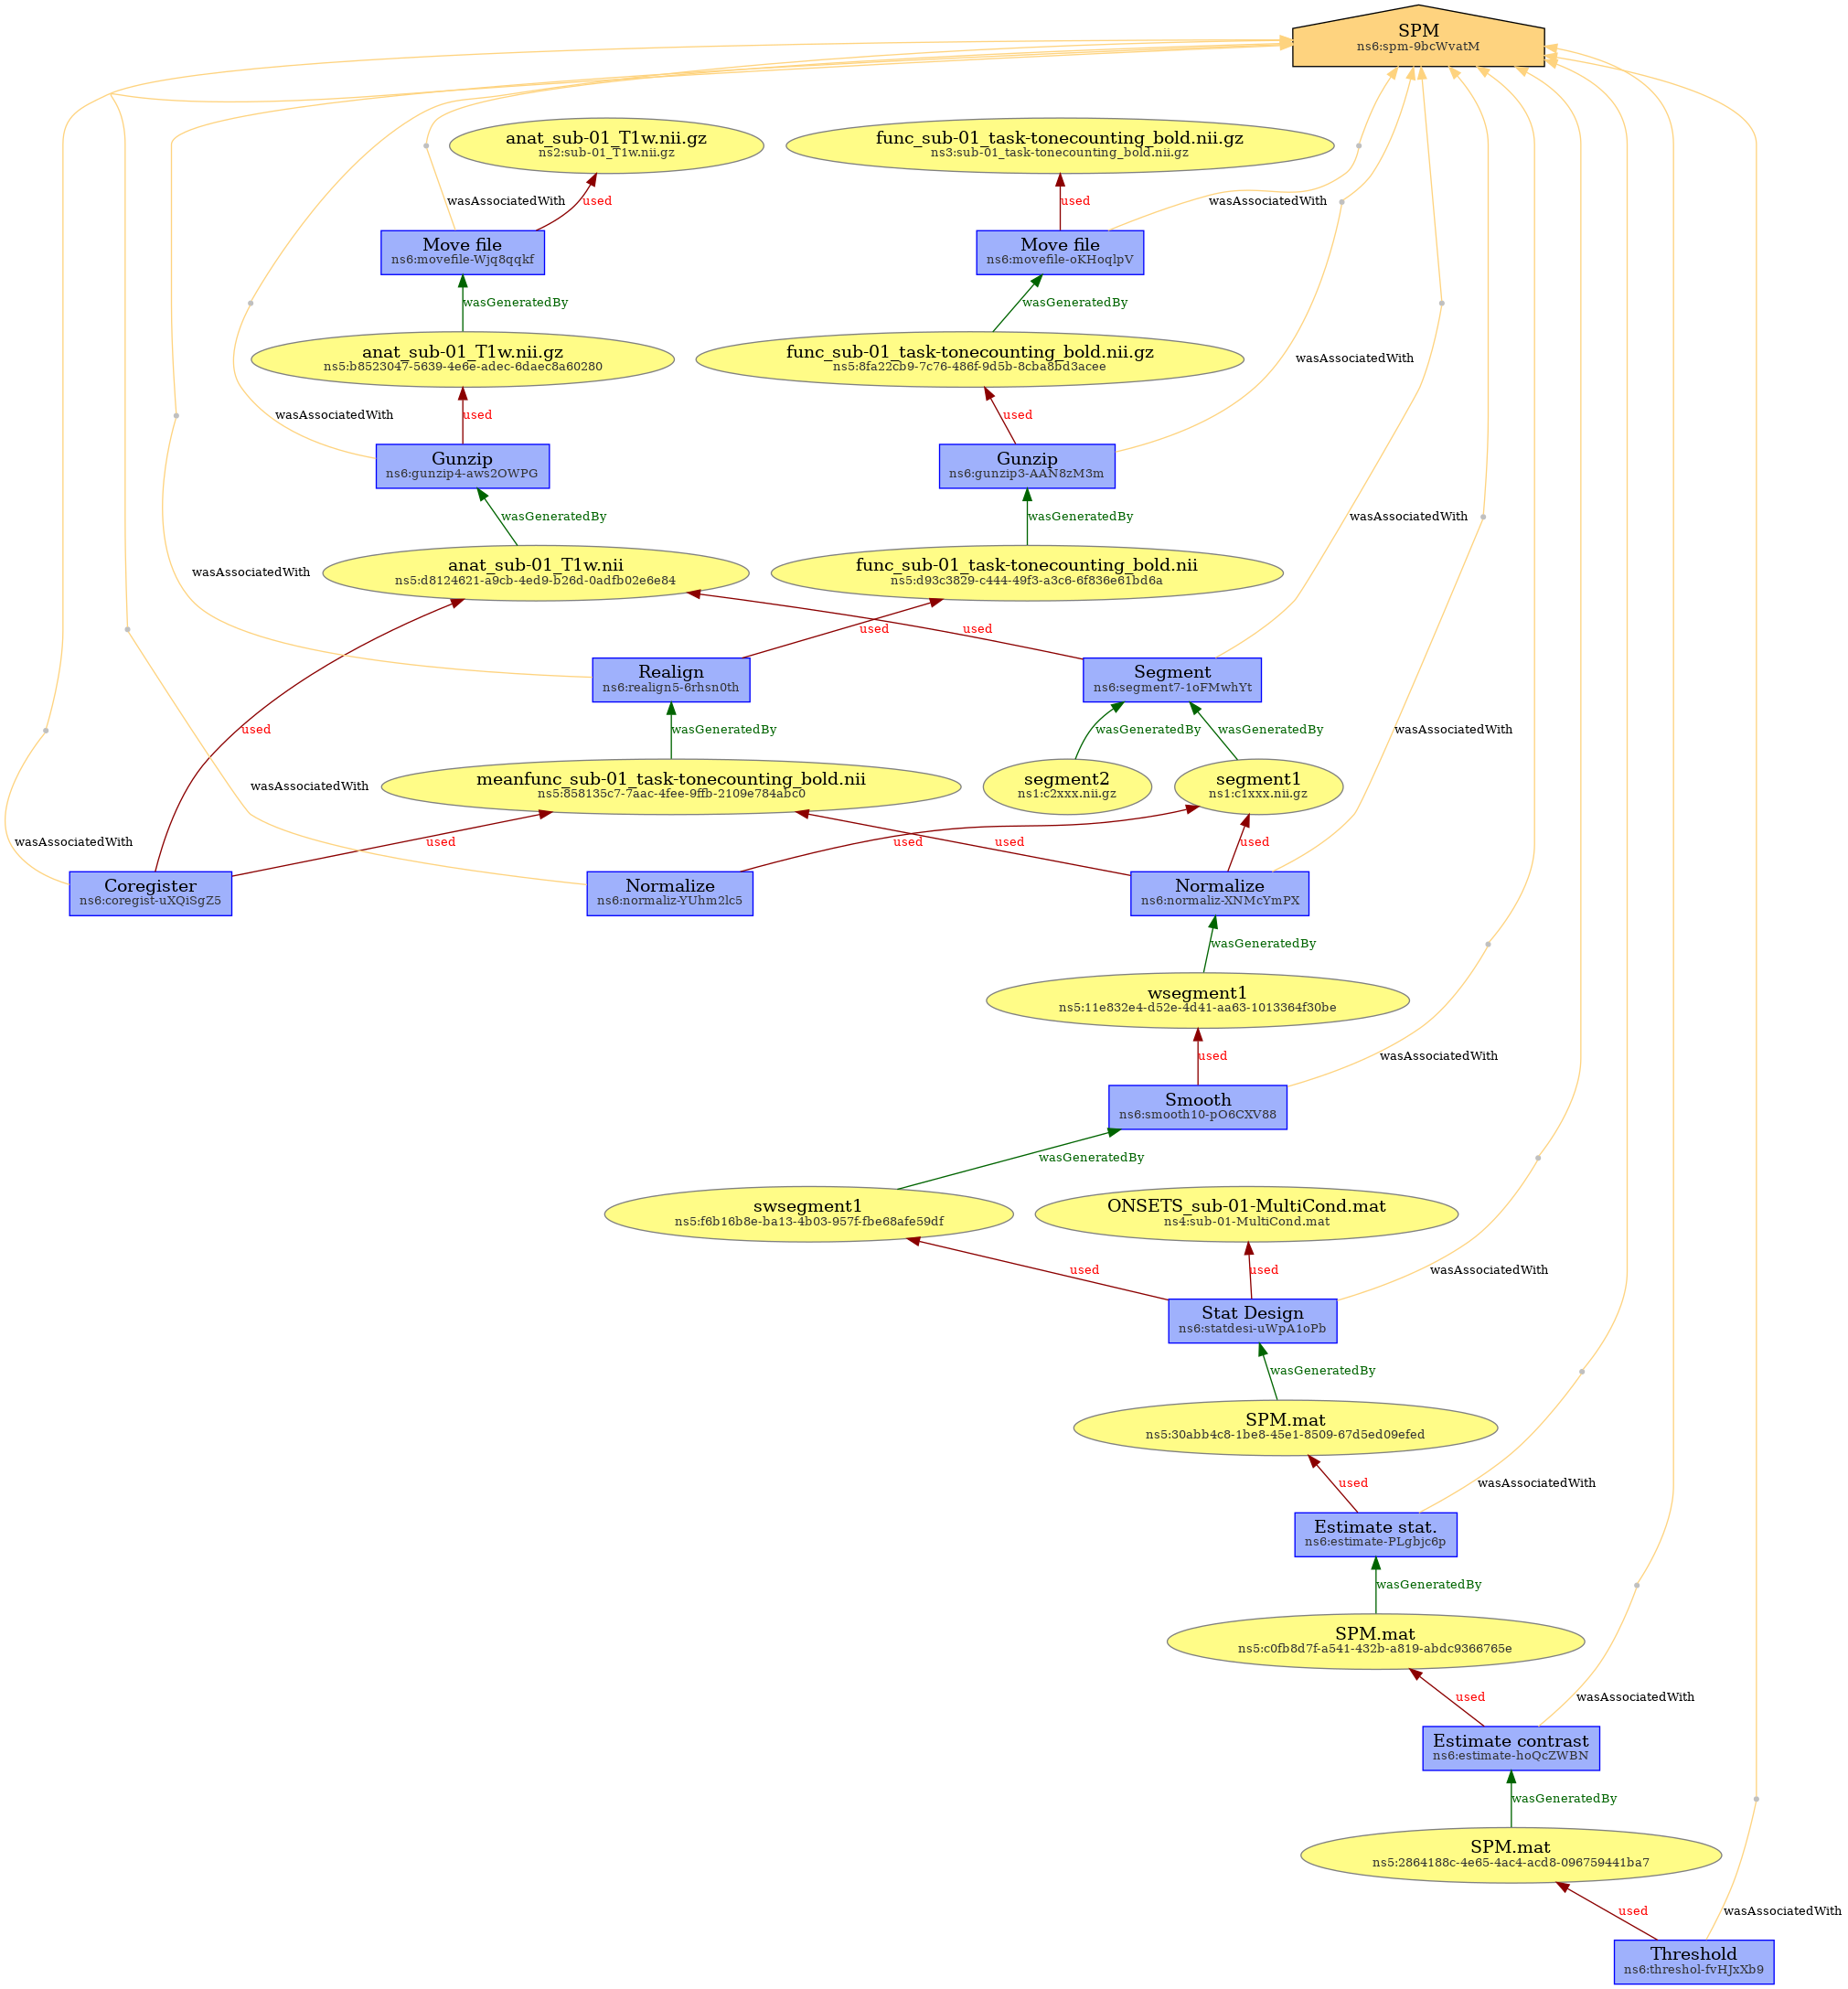 SPM
ns6:spm-9bcWvatM
anat_sub-01_T1w.nii.gz
ns2:sub-01_T1w.nii.gz
func_sub-01_task-tonecounting_bold.nii.gz
ns3:sub-01_task-tonecounting_bold.nii.gz
wasAssociatedWith
used
used
wasAssociatedWith
Move file
ns6:movefile-Wjq8qqkf
Move file
ns6:movefile-oKHoqlpV
wasGeneratedBy
wasGeneratedBy
anat_sub-01_T1w.nii.gz
ns5:b8523047-5639-4e6e-adec-6daec8a60280
func_sub-01_task-tonecounting_bold.nii.gz
ns5:8fa22cb9-7c76-486f-9d5b-8cba8bd3acee
wasAssociatedWith
wasAssociatedWith
used
used
Gunzip
ns6:gunzip4-aws2OWPG
Gunzip
ns6:gunzip3-AAN8zM3m
wasGeneratedBy
wasGeneratedBy
wasAssociatedWith
anat_sub-01_T1w.nii
ns5:d8124621-a9cb-4ed9-b26d-0adfb02e6e84
func_sub-01_task-tonecounting_bold.nii
ns5:d93c3829-c444-49f3-a3c6-6f836e61bd6a
wasAssociatedWith
used
used
Realign
ns6:realign5-6rhsn0th
Segment
ns6:segment7-1oFMwhYt
used
wasGeneratedBy
wasGeneratedBy
wasGeneratedBy
wasAssociatedWith
wasAssociatedWith
meanfunc_sub-01_task-tonecounting_bold.nii
ns5:858135c7-7aac-4fee-9ffb-2109e784abc0
segment2
ns1:c2xxx.nii.gz
segment1
ns1:c1xxx.nii.gz
wasAssociatedWith
used
used
used
used
Coregister
ns6:coregist-uXQiSgZ5
Normalize
ns6:normaliz-YUhm2lc5
Normalize
ns6:normaliz-XNMcYmPX
wasGeneratedBy
wsegment1
ns5:11e832e4-d52e-4d41-aa63-1013364f30be
used
wasAssociatedWith
Smooth
ns6:smooth10-pO6CXV88
wasGeneratedBy
swsegment1
ns5:f6b16b8e-ba13-4b03-957f-fbe68afe59df
ONSETS_sub-01-MultiCond.mat
ns4:sub-01-MultiCond.mat
used
used
wasAssociatedWith
Stat Design
ns6:statdesi-uWpA1oPb
wasGeneratedBy
SPM.mat
ns5:30abb4c8-1be8-45e1-8509-67d5ed09efed
used
wasAssociatedWith
Estimate stat.
ns6:estimate-PLgbjc6p
wasGeneratedBy
SPM.mat
ns5:c0fb8d7f-a541-432b-a819-abdc9366765e
used
wasAssociatedWith
Estimate contrast
ns6:estimate-hoQcZWBN
wasGeneratedBy
SPM.mat
ns5:2864188c-4e65-4ac4-acd8-096759441ba7
used
wasAssociatedWith
Threshold
ns6:threshol-fvHJxXb9